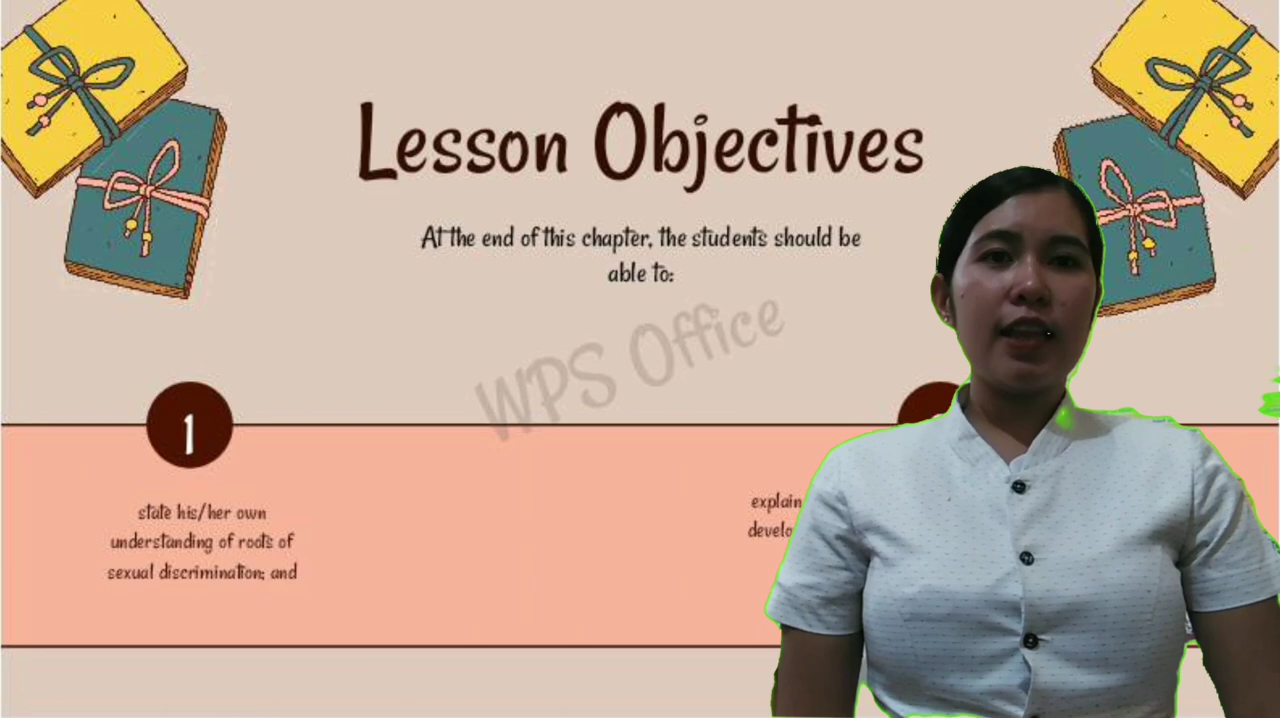 Lesson Objectives
At the end of this chapter, the students should be
able to:
WPS Office
1
state his/her own
understanding of roots of
sexual discrimination; and
explain